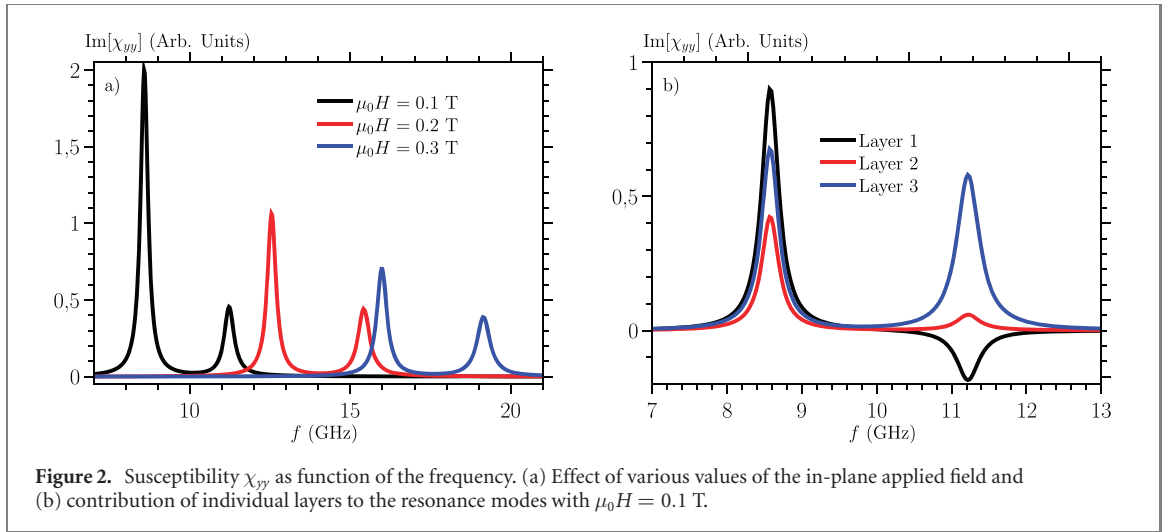 Im[χyy] (Arb. Units)
a)
2
1,5
1
0,5
0
μ0H = 0.1 T
μ0H = 0.2 T
μ0H = 0.3 T
10 15 20
f (GHz)
Im[χyy] (Arb. Units)
b)
1
0,5
0
Layer 1
Layer 2
Layer 3
7 8 9 10 11 12 13
f (GHz)
Figure 2. Susceptibility χyy as function of the frequency. (a) Effect of various values of the in-plane applied field and
(b) contribution of individual layers to the resonance modes with μ0H = 0.1 T.